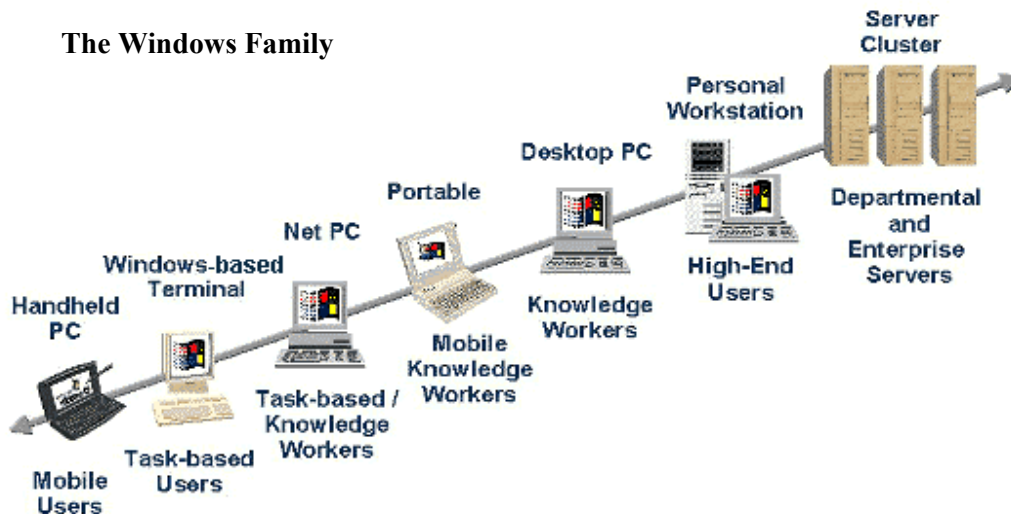 The Windows Family
Server
Cluster
Personal
Workstation
Desktop PC
Portable
Net PC
Windows-based
Terminal
Handheld
PC
Departmental
and
Enterprise
Servers
High-End
Users
Knowledge
Workers
Mobile
Knowledge
Workers
Task-based /
Knowledge
Workers
Task-based
Users
Mobile
Users